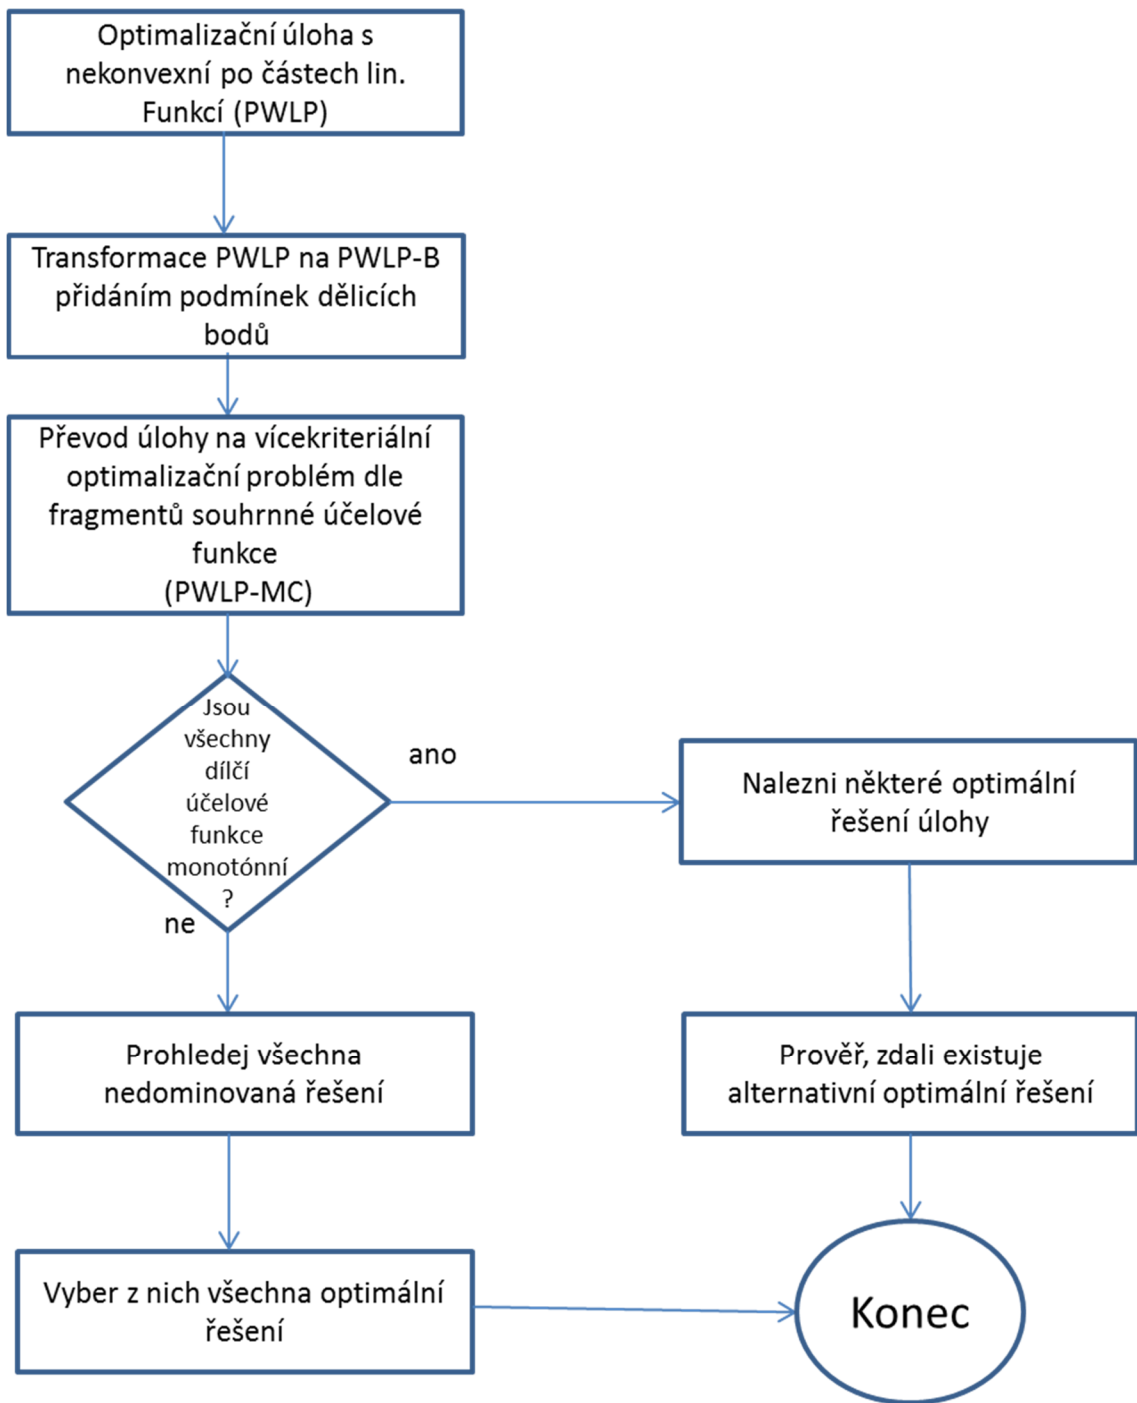 Optimalizační úloha s
nekonvexní po částech lin.
Funkcí (PWLP)
Transformace PWLP na PWLP-B
přidáním podmínek dělicích
bodů
Převod úlohy na vícekriteriální
optimalizační problém dle
fragmentů souhrnné účelové
funkce
(PWLP-MC)
Jsou
všechny
dílčí
účelové
funkce
monotónní
?
ano
Nalezni některé optimální
řešení úlohy
ne
Prohledej všechna
nedominovaná řešení
Prověř, zdali existuje
alternativní optimální řešení
Vyber z nich všechna optimální
řešení
Konec